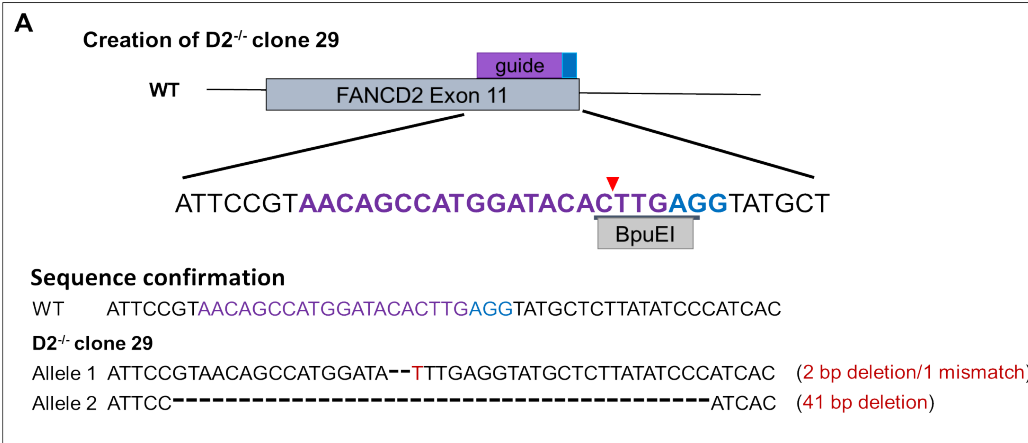 A
Creation of D2-/- clone 29
guide
WT
FANCD2 Exon 11
ATTCCGTAACAGCCATGGATACACTTGAGGTATGCT
BpuEI
Sequence confirmation
WT ATTCCGTAACAGCCATGGATACACTTGAGGTATGCTCTTATATCCCATCAC
D2-/- clone 29
Allele 1 ATTCCGTAACAGCCATGGATA--TTTGAGGTATGCTCTTATATCCCATCAC (2 bp deletion/1 mismatch)
Allele 2 ATTCC-----------------------------------------ATCAC (41 bp deletion)